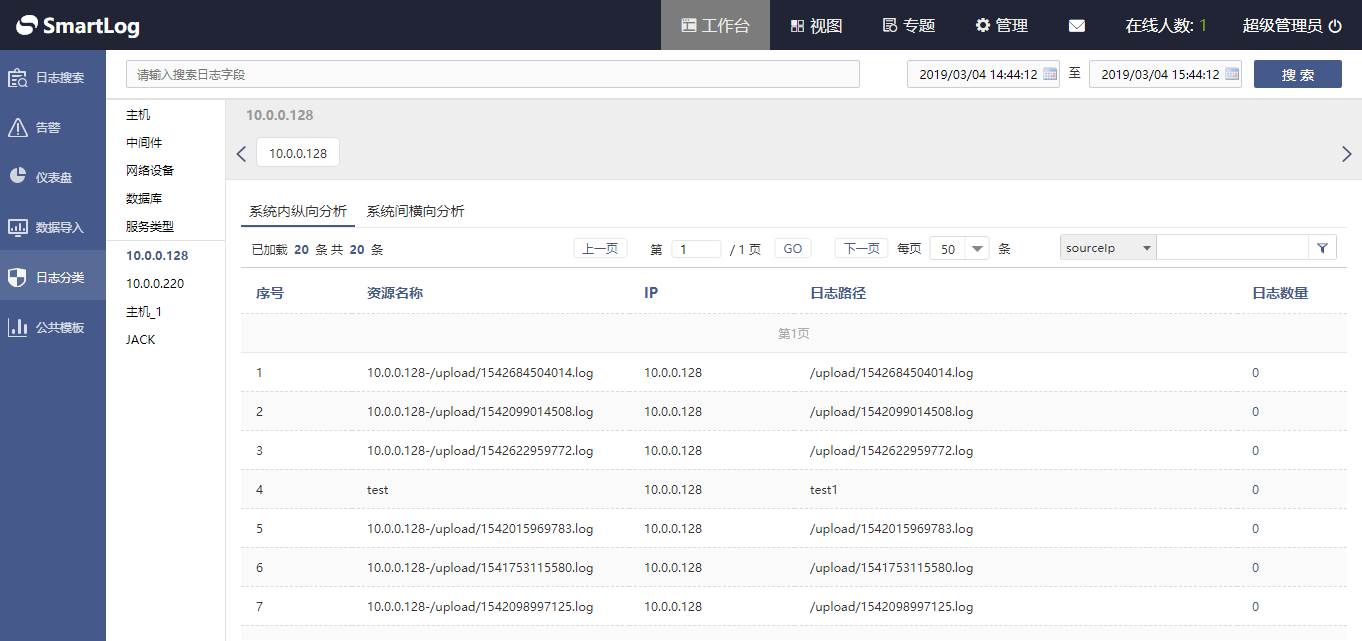 SmartLog 工作台 视图 专题 管理 在线人数: 1 超级管理员
日志搜索 请输入搜索日志字段 2019/03/04 14:44:12 至 2019/03/04 15:44:12 搜 索
告警
仪表盘
数据导入
日志分类
公共模板
主机
中间件
网络设备
数据库
服务类型
10.0.0.128
10.0.0.220
主机_1
JACK
10.0.0.128
10.0.0.128
系统内纵向分析 系统间横向分析
已加载 20 条 共 20 条 上一页 第 1 / 1 页 GO 下一页 每页 50 条 sourceIp
序号 资源名称 IP 日志路径 日志数量
第1页
1 10.0.0.128-/upload/1542684504014.log 10.0.0.128 /upload/1542684504014.log 0
2 10.0.0.128-/upload/1542099014508.log 10.0.0.128 /upload/1542099014508.log 0
3 10.0.0.128-/upload/1542622959772.log 10.0.0.128 /upload/1542622959772.log 0
4 test 10.0.0.128 test1 0
5 10.0.0.128-/upload/1542015969783.log 10.0.0.128 /upload/1542015969783.log 0
6 10.0.0.128-/upload/1541753115580.log 10.0.0.128 /upload/1541753115580.log 0
7 10.0.0.128-/upload/1542098997125.log 10.0.0.128 /upload/1542098997125.log 0